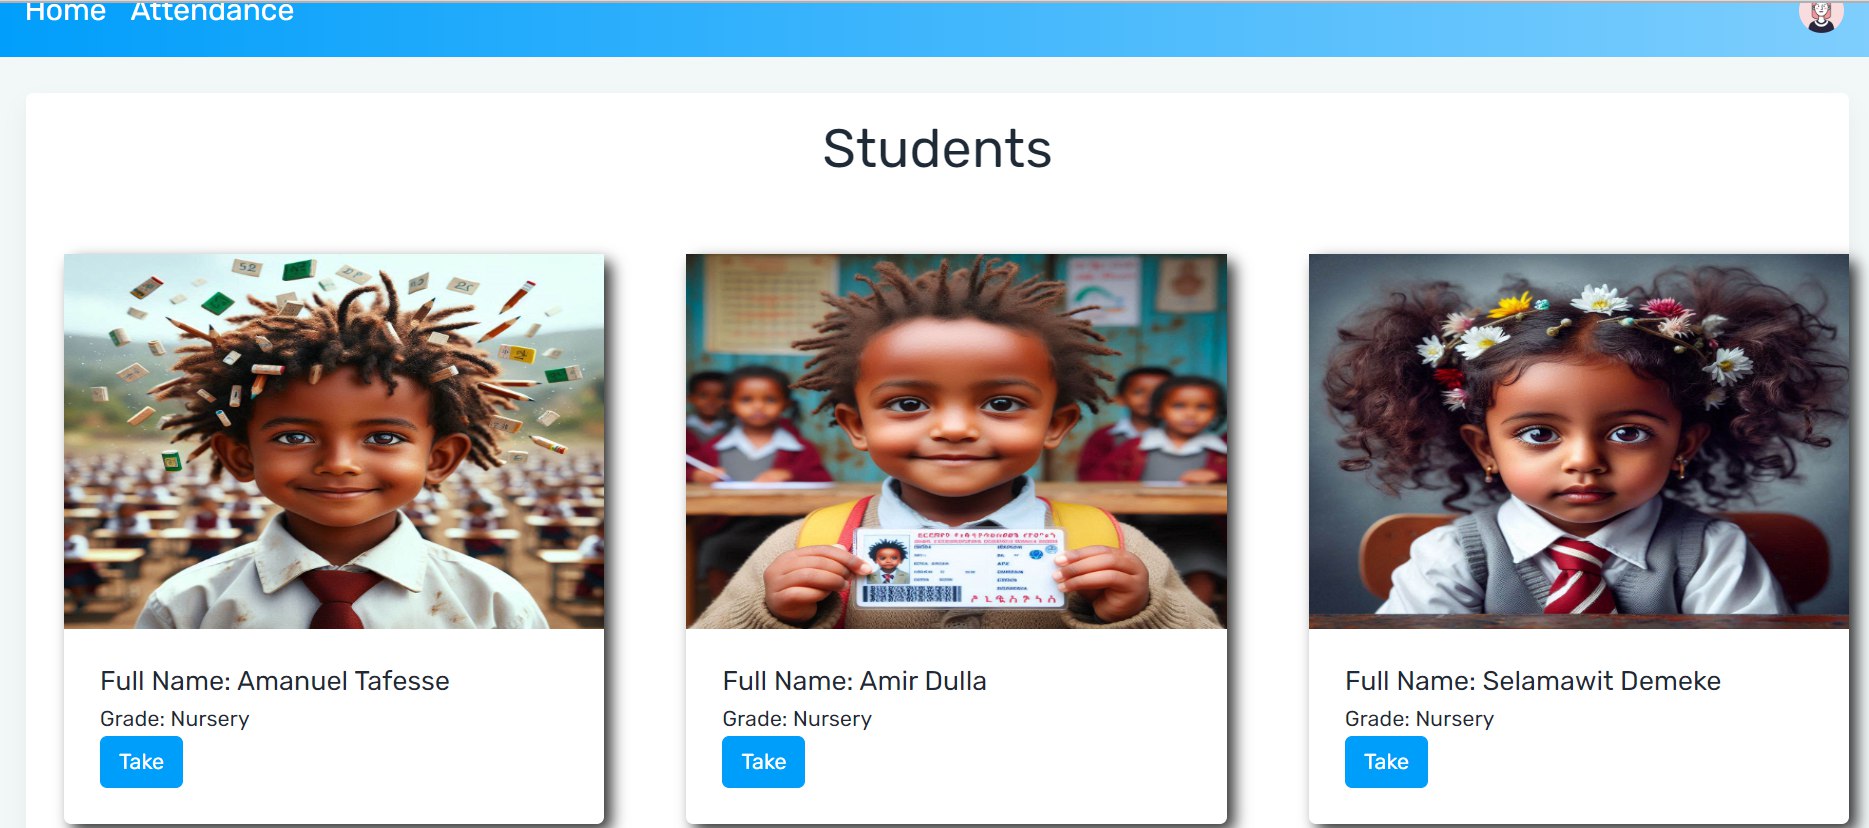 Home Attendance
Students
Full Name: Amanuel Tafesse
Grade: Nursery
Take
Full Name: Amir Dulla
Grade: Nursery
Take
Full Name: Selamawit Demeke
Grade: Nursery
Take